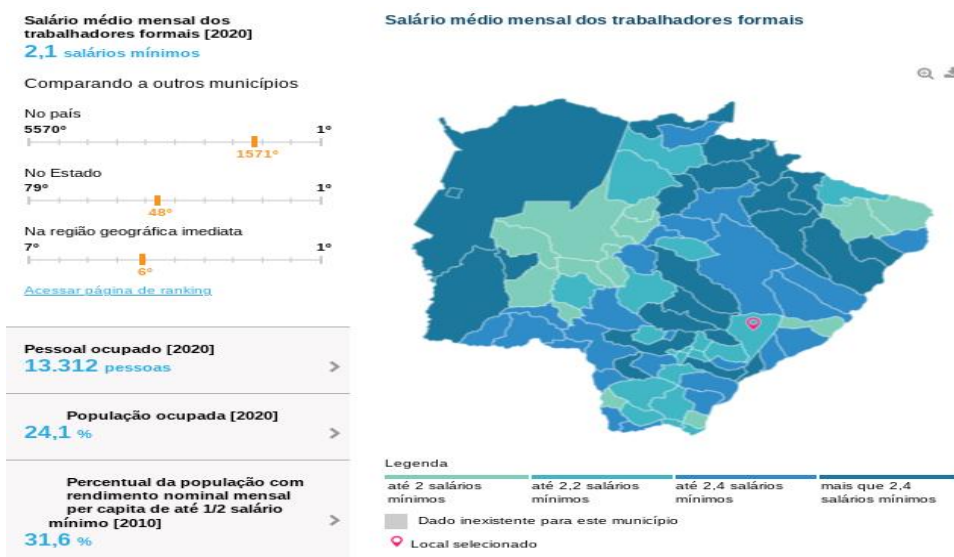 Salário médio mensal dos
trabalhadores formais [2020]
2,1 salários mínimos
Comparando a outros municípios
No país
5570º 1º
1571º
No Estado
79º 1º
48º
Na região geográfica imediata
7º 1º
6º
Acessar página de ranking
Pessoal ocupado [2020]
13.312 pessoas
População ocupada [2020]
24,1 %
Percentual da população com
rendimento nominal mensal
per capita de até 1/2 salário
mínimo [2010]
31,6 %
Salário médio mensal dos trabalhadores formais
Legenda
até 2 salários
mínimos
até 2,2 salários
mínimos
até 2,4 salários
mínimos
mais que 2,4
salários mínimos
Dado inexistente para este município
Local selecionado